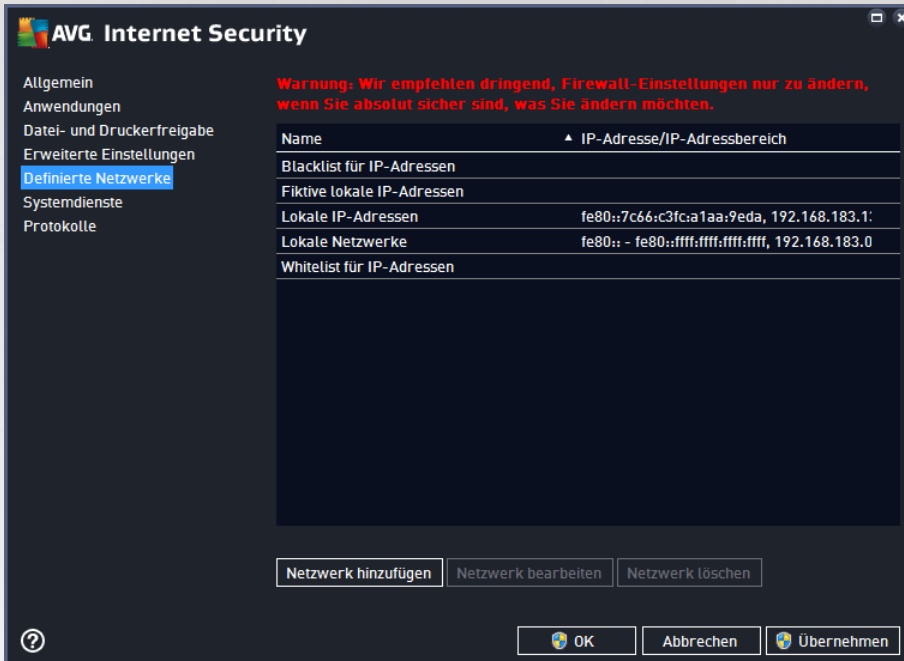 AVG Internet Security
Allgemein
Anwendungen
Datei- und Druckerfreigabe
Erweiterte Einstellungen
Definierte Netzwerke
Systemdienste
Protokolle
Warnung: Wir empfehlen dringend, Firewall-Einstellungen nur zu ändern,
wenn Sie absolut sicher sind, was Sie ändern möchten.
Name IP-Adresse/IP-Adressbereich
Blacklist für IP-Adressen
Fiktive lokale IP-Adressen
Lokale IP-Adressen fe80::7c66:c3fc:a1aa:9eda,
Lokale Netzwerke fe80:: - fe80::ffff:ffff:ffff:ffff, 192.168.183.0
Whitelist für IP-Adressen
Netzwerk hinzufügen Netzwerk bearbeiten Netzwerk löschen
OK Abbrechen Übernehmen